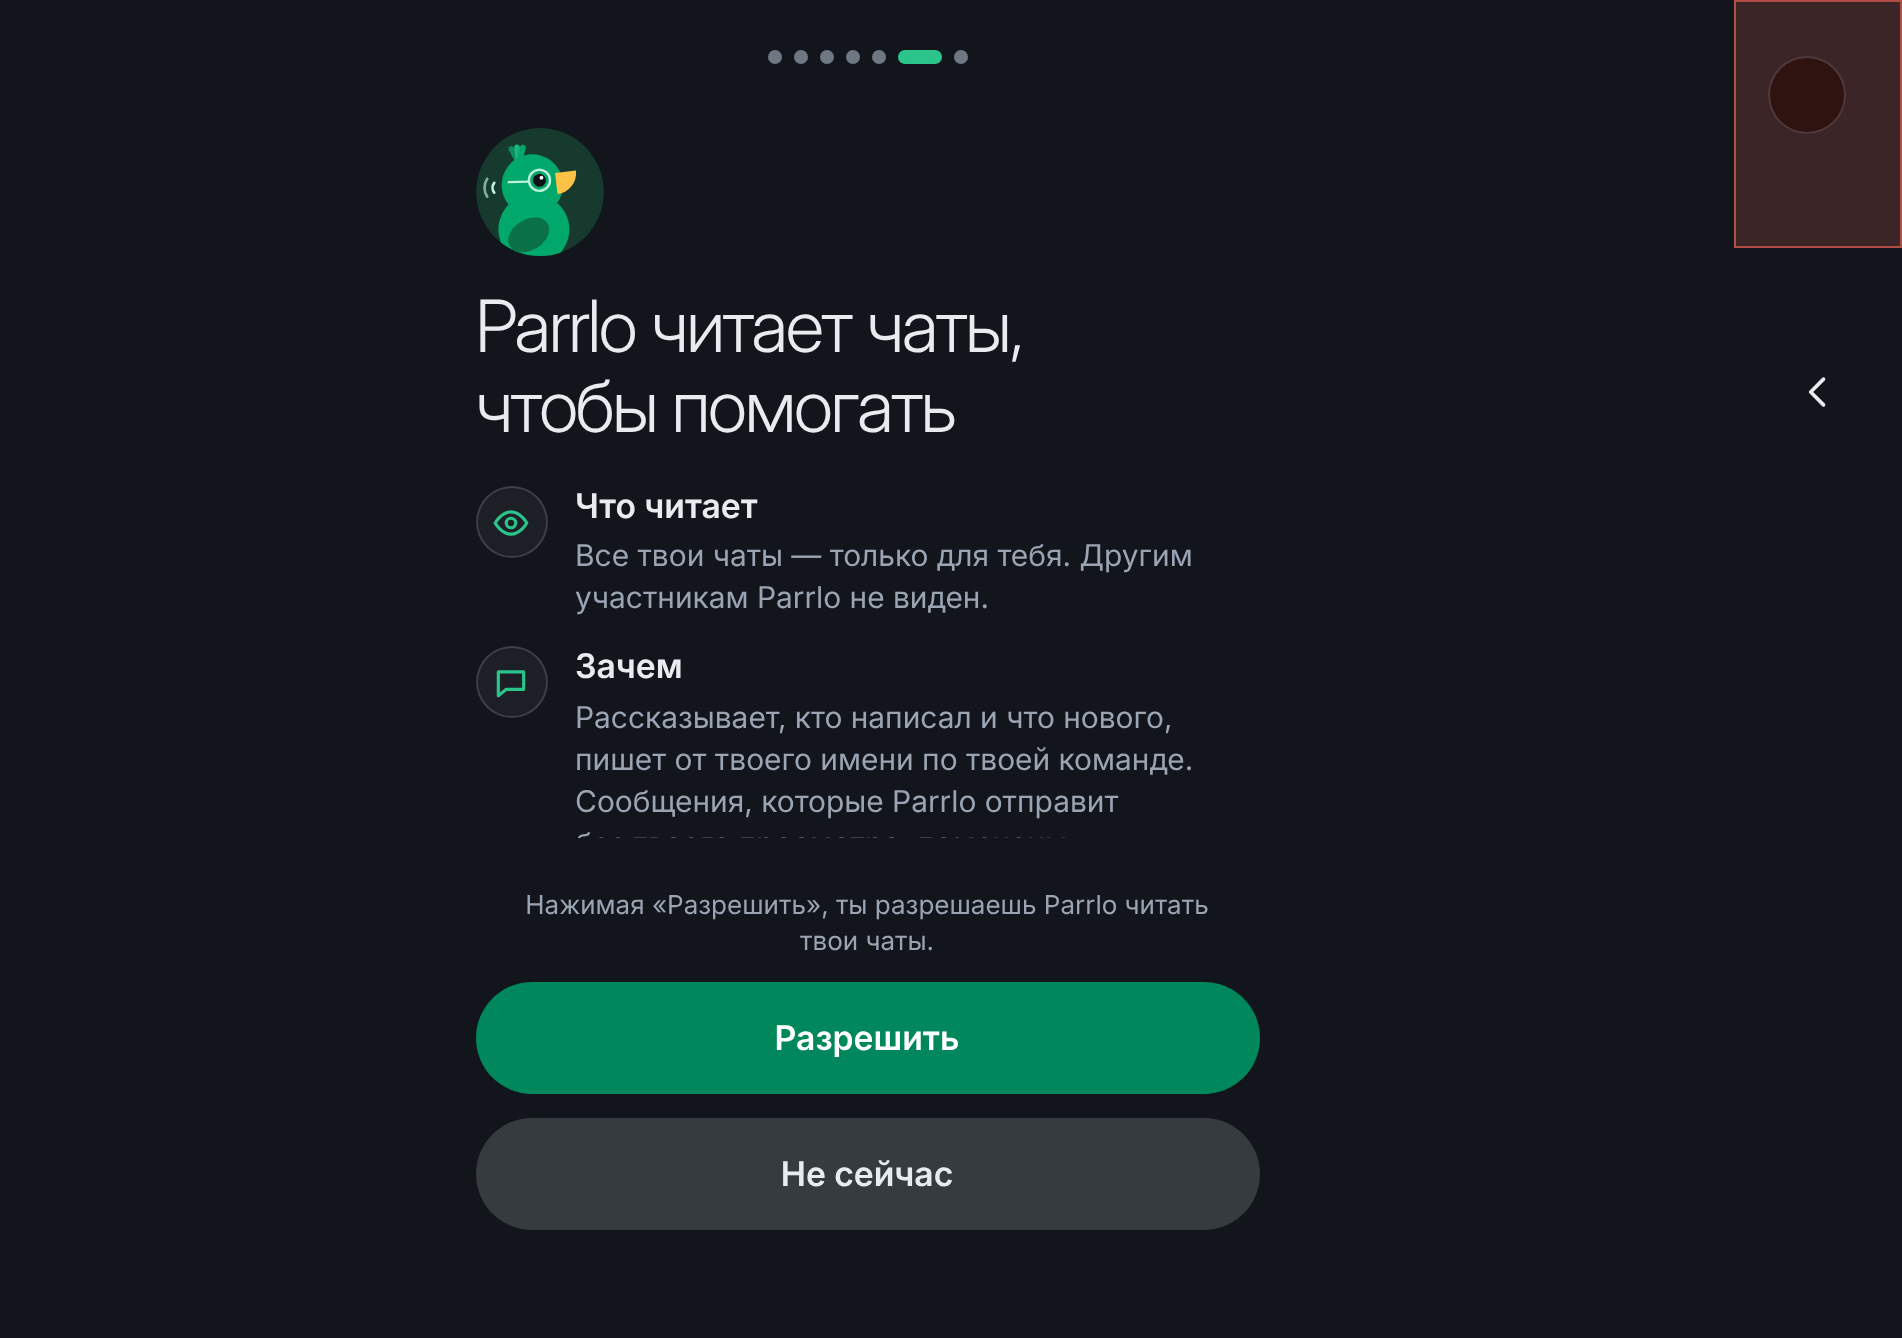 Parrlo читает чаты,
чтобы помогать
Что читает
Все твои чаты — только для тебя. Другим
участникам Parrlo не виден.
Зачем
Рассказывает, кто написал и что нового,
пишет от твоего имени по твоей команде.
Сообщения, которые Parrlo отправит
Нажимая «Разрешить», ты разрешаешь Parrlo читать
твои чаты.
Разрешить
Не сейчас